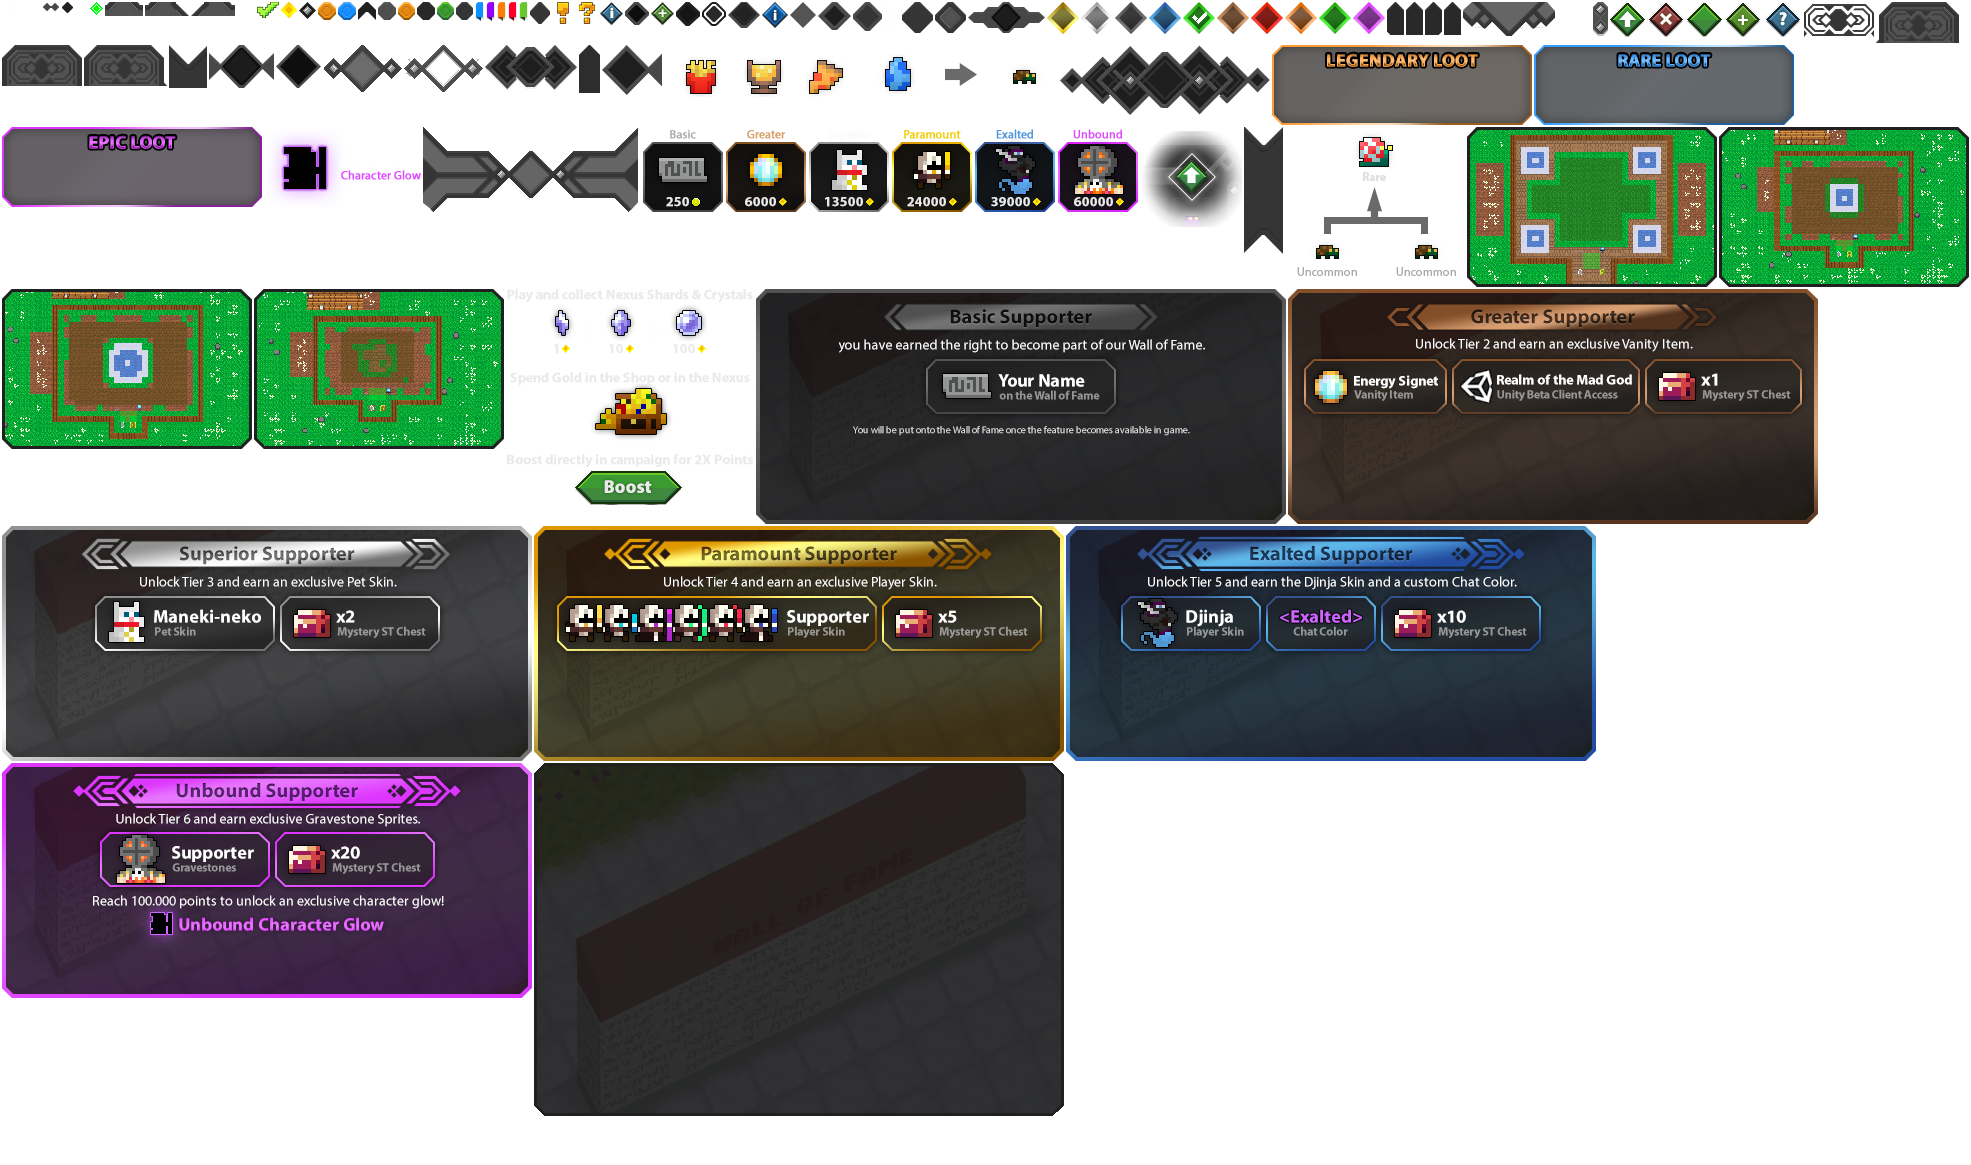 LEGENDARY LOOT
RARE LOOT
EPIC LOOT
Character Glow
Basic
Greater
Paramount
Exalted
Unbound
250
6000
13500
24000
39000
60000
Rare
Uncommon
Uncommon
Play and collect Nexus Shards & Crystals
1
10
100
Spend Gold in the Shop or in the Nexus
Boost directly in campaign for 2X Points
Boost
Basic Supporter
you have earned the right to become part of our Wall of Fame.
Your Name
on the Wall of Fame
You will be put onto the Wall of Fame once the feature becomes available in game.
Greater Supporter
Unlock Tier 2 and earn an exclusive Vanity Item.
Energy Signet
Vanity Item
Realm of the Mad God
Unity Beta Client Access
x1
Mystery ST Chest
Superior Supporter
Unlock Tier 3 and earn an exclusive Pet Skin.
Maneki-neko
Pet Skin
x2
Mystery ST Chest
Paramount Supporter
Unlock Tier 4 and earn an exclusive Player Skin.
Supporter
Player Skin
x5
Mystery ST Chest
Exalted Supporter
Unlock Tier 5 and earn the Djinja Skin and a custom Chat Color.
Djinja
Player Skin
<Exalted>
Chat Color
x10
Mystery ST Chest
Unbound Supporter
Unlock Tier 6 and earn exclusive Gravestone Sprites.
Supporter
Gravestones
x20
Mystery ST Chest
Reach 100.000 points to unlock an exclusive character glow!
Unbound Character Glow
WALL OF FAME